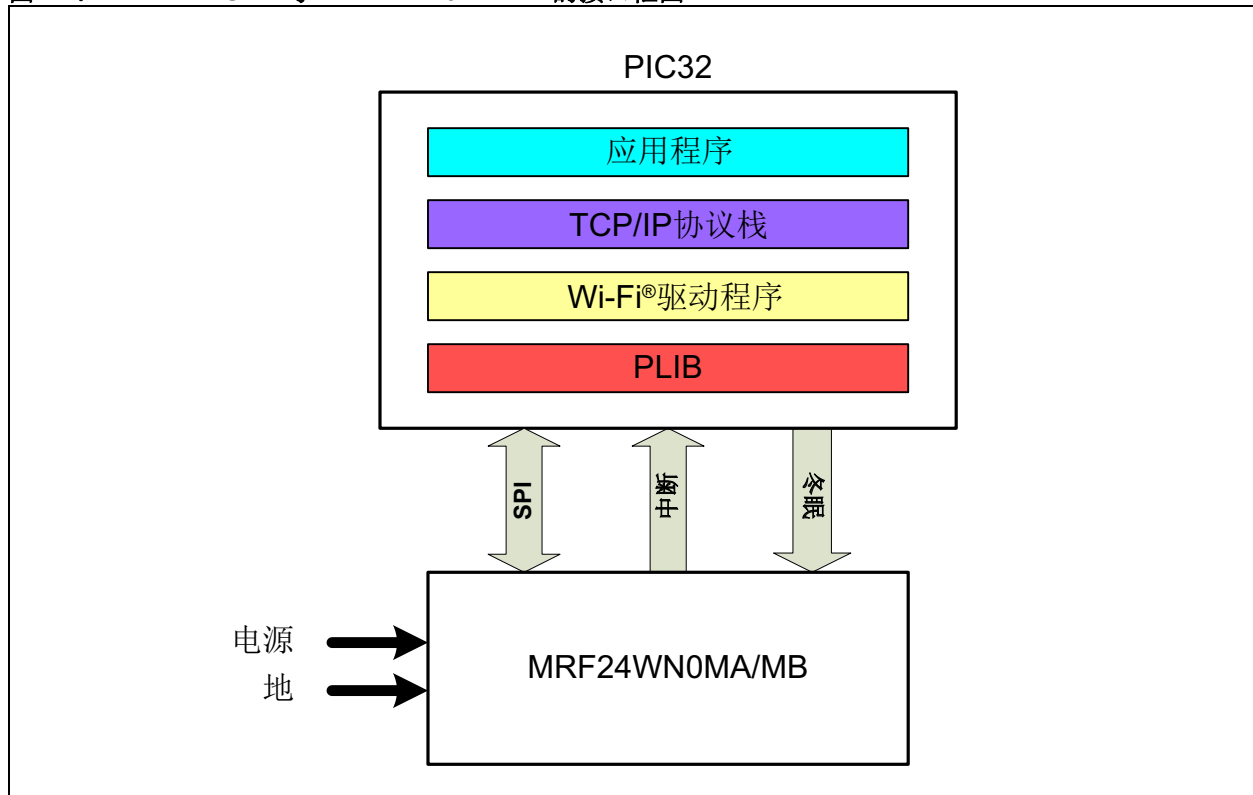 PIC32
应用程序
TCP/IP协议栈
Wi-Fi®驱动程序
PLIB
SPI
中断
冬眠
电源
地
MRF24WN0MA/MB